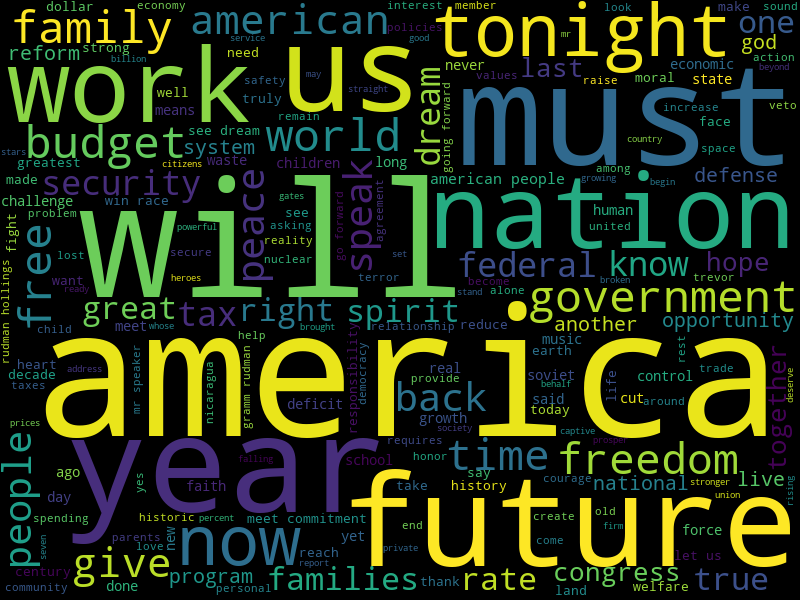 dollar economy
family
american
interest member
policies
tonight
look make sound
mr
one
god
reform strong
service
billion
need
good
us
work
last
never
economic
action
beyond
state
moral
values raise
must
well
means
safety
truly
may
straight
dream
going forward
budget
see dream
system
world
remain
increase
face
veto
space
country
stars
greatest
citizens
waste
children
long
american people
among
growing
begin
defense
made
security
win race
peace
speak
go forward
agreement
challenge
problem
gates
see
asking
reality
nuclear
powerful
secure
heroes
will
nation
human
united
free
fight
rudman hollings
lost
want
ready
child
terror
set
federal
know
hope
trevor
become
stand
alone
broken
great
tax
right
spirit
government
another
opportunity
meet
whose
brought
relationship
reduce
help
music
earth
rest
trade
heart
decade
taxes
address
mr speaker
nicaragua
gramm rudman
america
responsibility
democracy
real
provide
soviet
said
today
behalf
life
cut
control
around
together
deserve
deficit
back
growth
society
requires
captive
prosper
year
people
ago
day
yes
falling
school
honor
time
say
freedom
courage
national
live
stronger
union
rising
faith
history
spending
prices
historic
percent
meet commitment
take
future
end
create
old
firm
force
seven
parents
love
new
now
yet
reach
report
private
come
let us
century
community
give
done
program
personal
families
thank
rate
congress
land
welfare
true